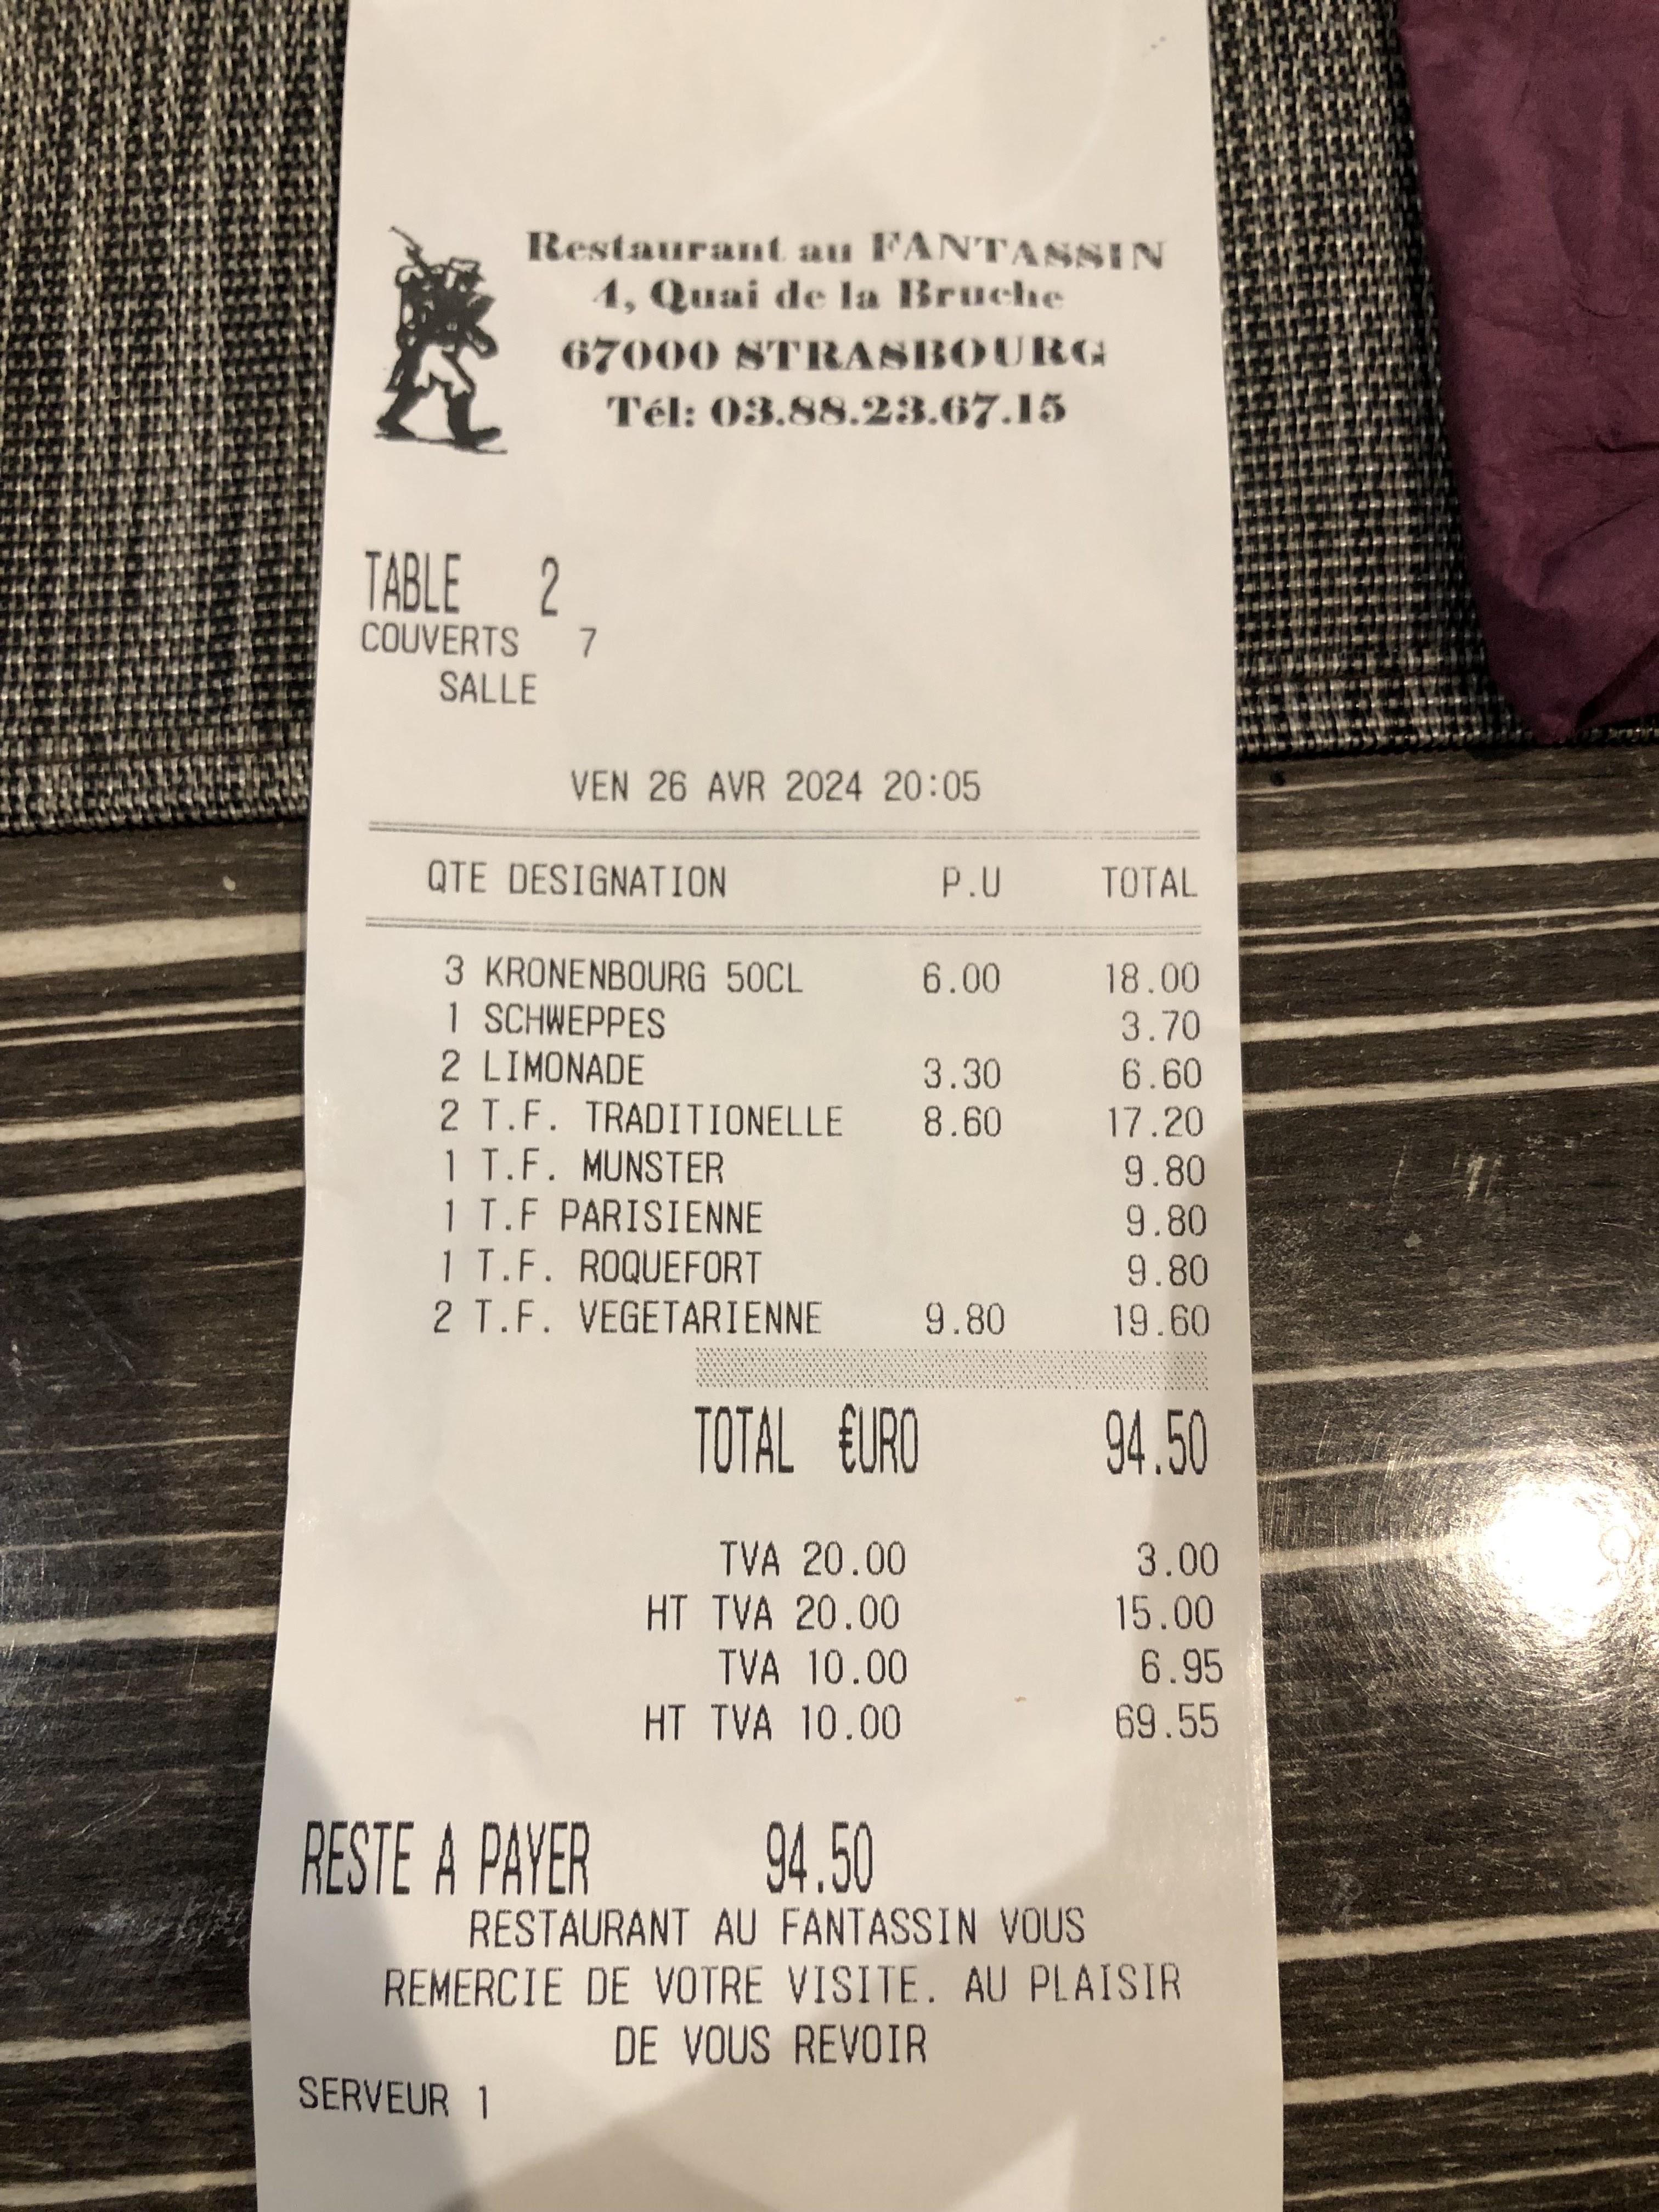 Restaurant au FANTASSIN
4, Quai de la Bruche
67000 STRASBOURG
Tél: 03.88.23.67.15
TABLE 2
COUVERTS 7
SALLE
VEN 26 AVR 2024 20:05
QTE DESIGNATION P.U TOTAL
3 KRONENBOURG 50CL 6.00 18.00
1 SCHWEPPES 3.70
2 LIMONADE 3.30 6.60
2 T.F. TRADITIONELLE 8.60 17.20
1 T.F. MUNSTER 9.80
1 T.F PARISIENNE 9.80
1 T.F. ROQUEFORT 9.80
2 T.F. VEGETARIENNE 9.80 19.60
TOTAL €URO 94.50
TVA 20.00 3.00
HT TVA 20.00 15.00
TVA 10.00 6.95
HT TVA 10.00 69.55
RESTE A PAYER 94.50
RESTAURANT AU FANTASSIN VOUS
REMERCIE DE VOTRE VISITE. AU PLAISIR
DE VOUS REVOIR
SERVEUR 1